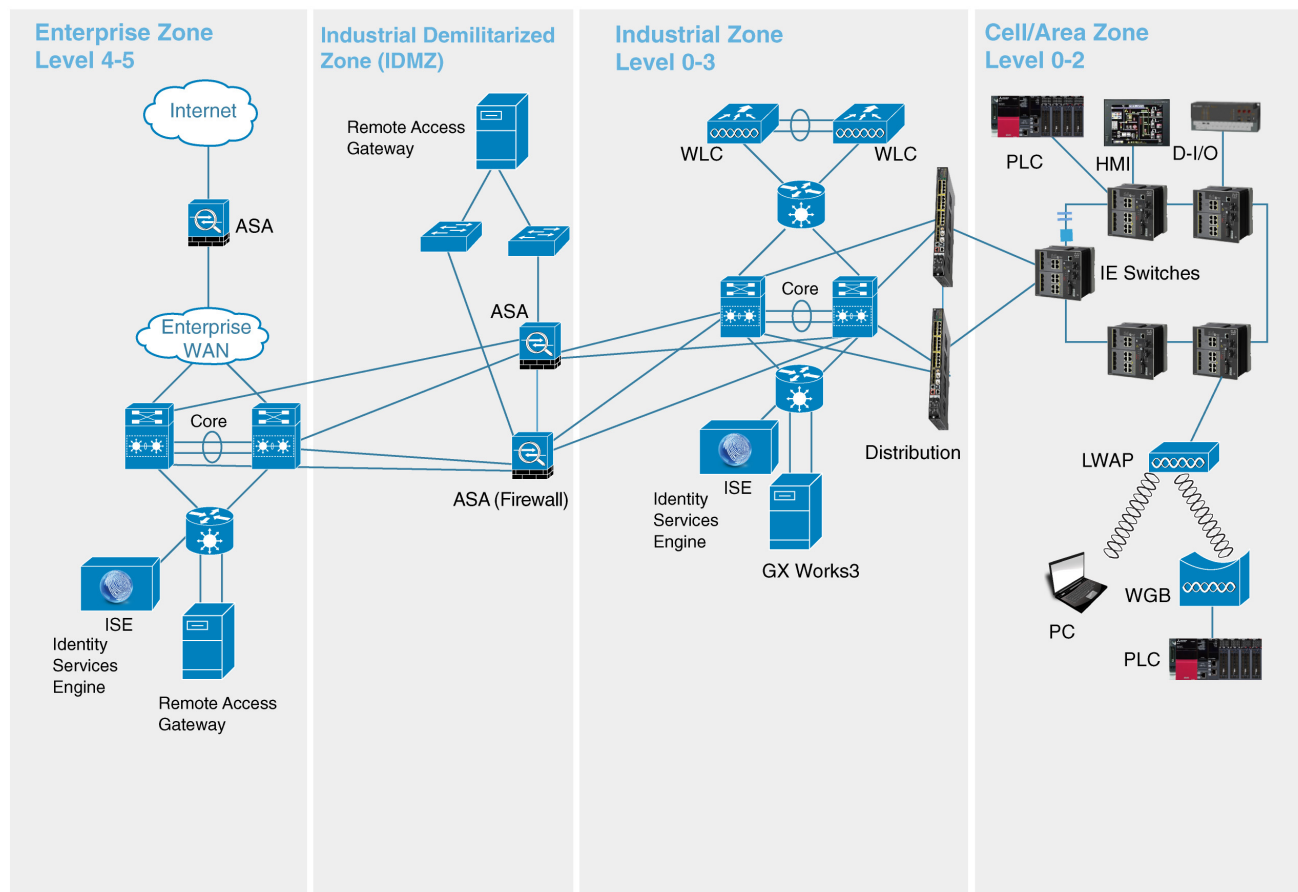 Enterprise Zone
Level 4-5
Internet
ASA
Enterprise
WAN
Core
ISE
Identity
Services
Engine
Remote Access
Gateway
Industrial Demilitarized
Zone (IDMZ)
Remote Access
Gateway
ASA
ASA (Firewall)
Industrial Zone
Level 0-3
WLC
WLC
Core
Distribution
ISE
Identity
Services
Engine
GX Works3
Cell/Area Zone
Level 0-2
PLC
HMI
D-I/O
IE Switches
LWAP
PC
WGB
PLC